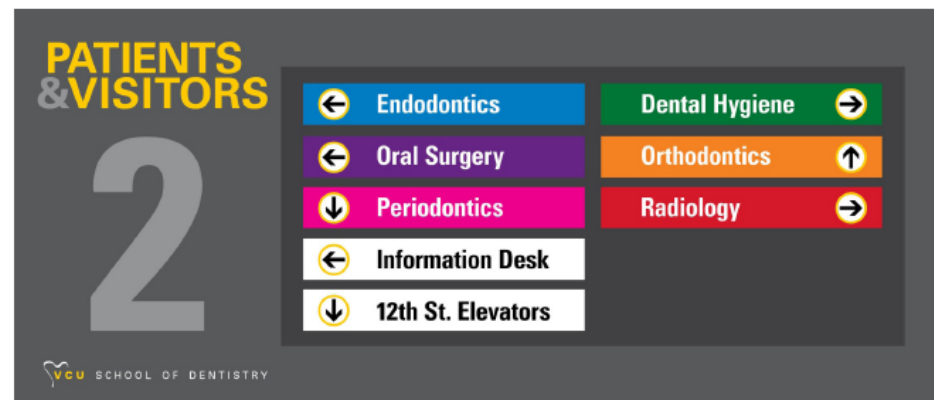 PATIENTS
&VISITORS
2
← Endodontics
← Oral Surgery
↓ Periodontics
← Information Desk
↓ 12th St. Elevators
Dental Hygiene →
Orthodontics ↑
Radiology →
VCU SCHOOL OF DENTISTRY